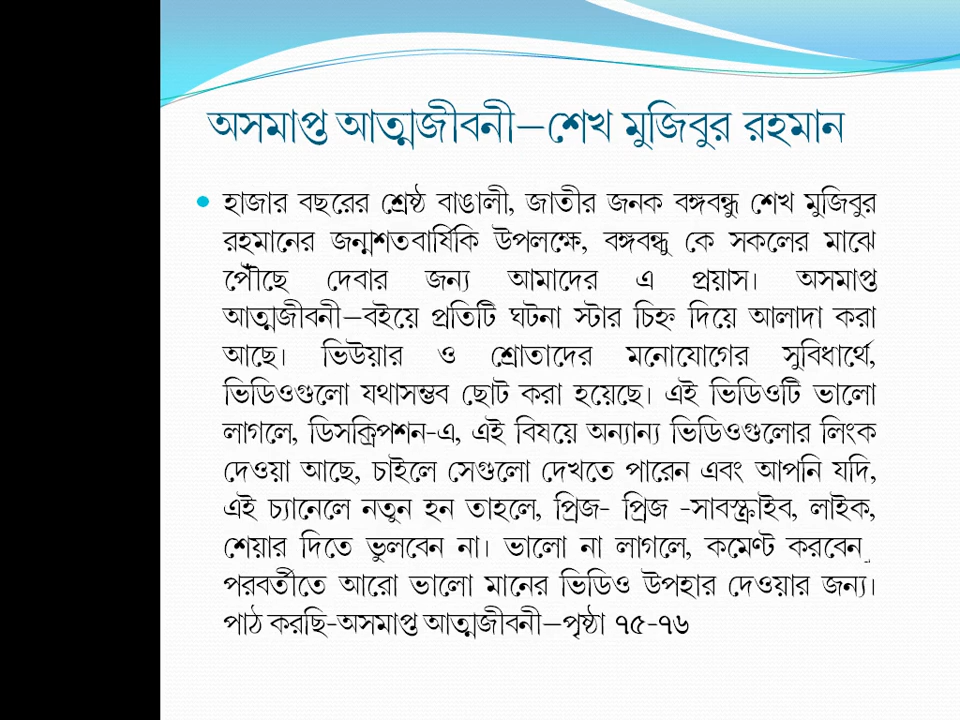 অসমাপ্ত আত্মজীবনী–শেখ মুজিবুর রহমান
হাজার বছরের শ্রেষ্ঠ বাঙালী, জাতীর জনক বঙ্গবন্ধু শেখ মুজিবুর
রহমানের জন্মশতবার্ষিকি উপলক্ষে, বঙ্গবন্ধু কে সকলের মাঝে
পৌঁছে দেবার জন্য আমাদের এ প্রয়াস। অসমাপ্ত
আত্মজীবনী–বইয়ে প্রতিটি ঘটনা স্টার চিহ্ন দিয়ে আলাদা করা
আছে। ভিউয়ার ও শ্রোতাদের মনোযোগের সুবিধার্থে,
ভিডিওগুলো যথাসম্ভব ছোট করা হয়েছে। এই ভিডিওটি ভালো
লাগলে, ডিসক্রিপশন-এ, এই বিষয়ে অন্যান্য ভিডিওগুলোর লিংক
দেওয়া আছে, চাইলে সেগুলো দেখতে পারেন এবং আপনি যদি,
এই চ্যানেলে নতুন হন তাহলে, প্লিজ- প্লিজ -সাবস্ক্রাইব, লাইক,
শেয়ার দিতে ভুলবেন না। ভালো না লাগলে, কমেণ্ট করবেন
পরবর্তীতে আরো ভালো মানের ভিডিও উপহার দেওয়ার জন্য।
পাঠ করছি-অসমাপ্ত আত্মজীবনী–পৃষ্ঠা ৭৫-৭৬